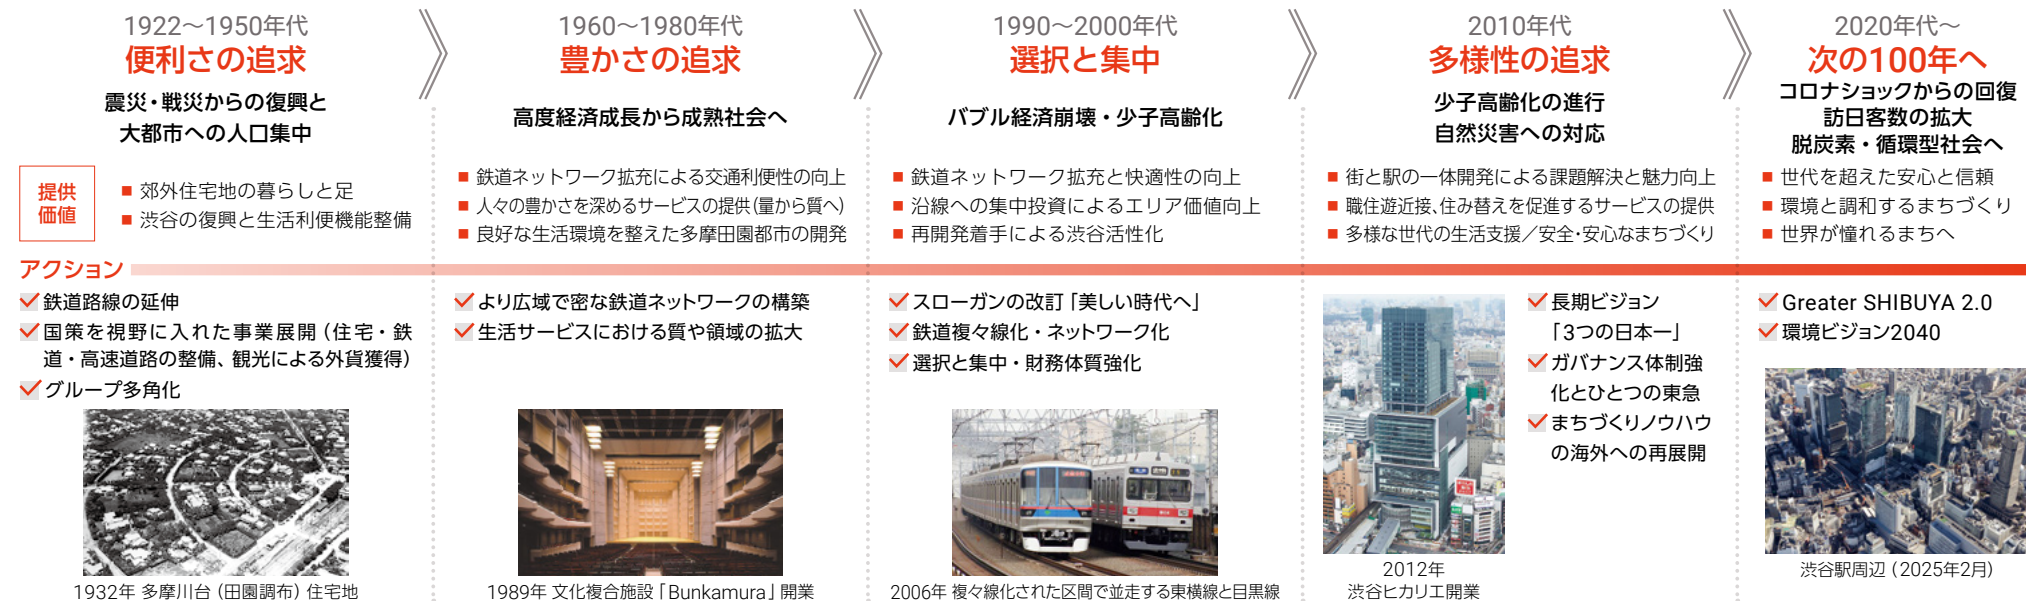 1922～1950年代
便利さの追求
震災・戦災からの復興と
大都市への人口集中
提供
価値
■ 郊外住宅地の暮らしと足
■ 渋谷の復興と生活利便機能整備
1960～1980年代
豊かさの追求
高度経済成長から成熟社会へ
■ 鉄道ネットワーク拡充による交通利便性の向上
■ 人々の豊かさを深めるサービスの提供（量から質へ）
■ 良好な生活環境を整えた多摩田園都市の開発
1990～2000年代
選択と集中
バブル経済崩壊・少子高齢化
■ 鉄道ネットワーク拡充と快適性の向上
■ 沿線への集中投資によるエリア価値向上
■ 再開発着手による渋谷活性化
2010年代
多様性の追求
少子高齢化の進行
自然災害への対応
■ 街と駅の一体開発による課題解決と魅力向上
■ 職住遊近接、住み替えを促進するサービスの提供
■ 多様な世代の生活支援／安全・安心なまちづくり
2020年代～
次の100年へ
コロナショックからの回復
訪日客数の拡大
脱炭素・循環型社会へ
■ 世代を超えた安心と信頼
■ 環境と調和するまちづくり
■ 世界が憧れるまちへ
アクション
鉄道路線の延伸
国策を視野に入れた事業展開（住宅・鉄
道・高速道路の整備、観光による外貨獲得）
グループ多角化
1932年 多摩川台（田園調布）住宅地
より広域で密な鉄道ネットワークの構築
生活サービスにおける質や領域の拡大
1989年 文化複合施設「Bunkamura」開業
スローガンの改訂「美しい時代へ」
鉄道複々線化・ネットワーク化
選択と集中・財務体質強化
2006年 複々線化された区間で並走する東横線と目黒線
長期ビジョン
「3つの日本一」
ガバナンス体制強
化とひとつの東急
まちづくりノウハウ
の海外への再展開
2012年
渋谷ヒカリエ開業
Greater SHIBUYA 2.0
環境ビジョン2040
渋谷駅周辺（2025年2月）